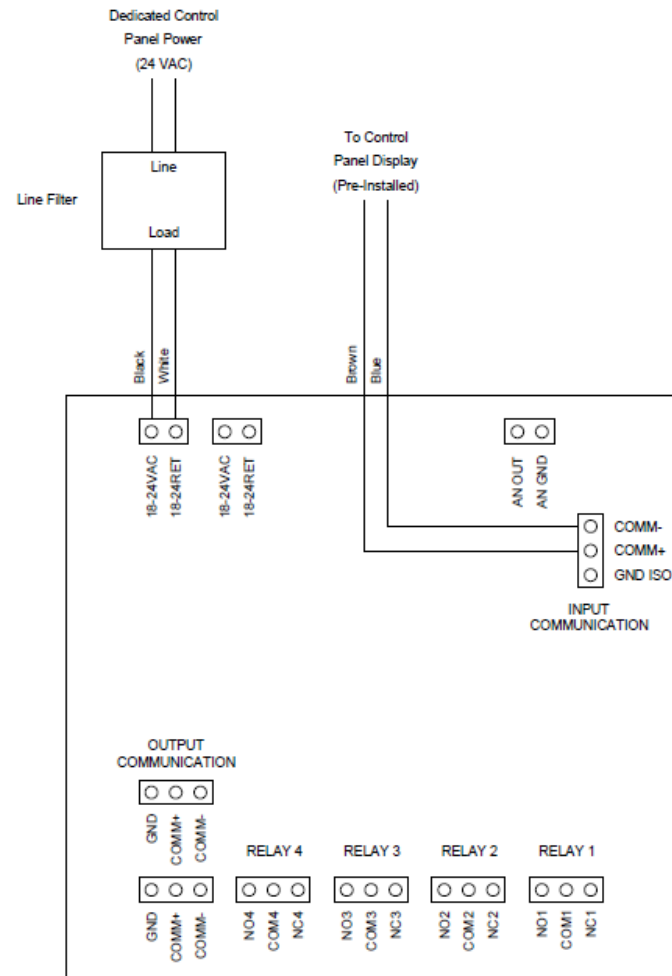 Dedicated Control
Panel Power
(24 VAC)
Line
Line Filter
Load
To Control
Panel Display
(Pre-Installed)
Black
White
Brown
Blue
18-24VAC
18-24RET
18-24VAC
18-24RET
AN OUT
AN GND
COMM-
COMM+
GND ISO
INPUT
COMMUNICATION
OUTPUT
COMMUNICATION
GND
COMM+
COMM-
RELAY 4
RELAY 3
RELAY 2
RELAY 1
GND
COMM+
COMM-
NO4
COM4
NC4
NO3
COM3
NC3
NO2
COM2
NC2
NO1
COM1
NC1